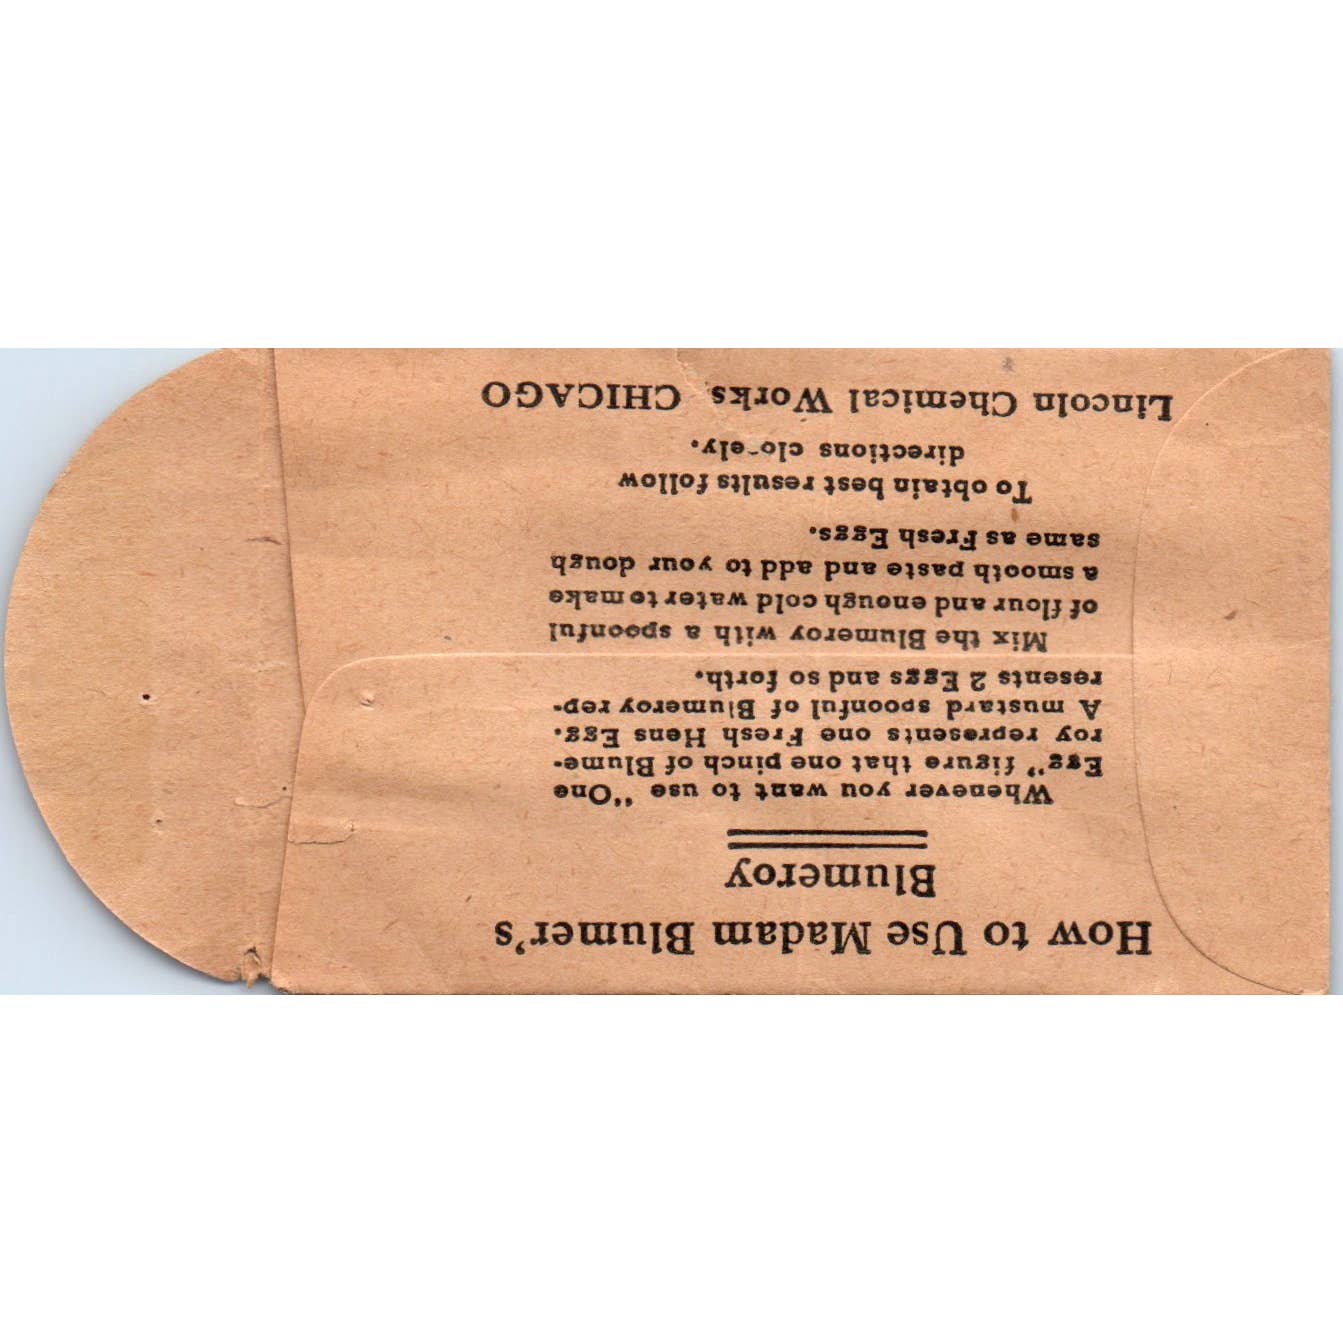 How to Use Madam Blumer's
Blumeroy
Whenever you want to use "One
Egg" figure that one pinch of Blume-
roy represents one Fresh Hens Egg.
A mustard spoonful of Blumeroy rep-
resents 2 Eggs and so forth.
Mix the Blumeroy with a spoonful
of flour and enough cold water to make
a smooth paste and add to your dough
same as Fresh Eggs.
To obtain best results follow
directions closely.
Lincoln Chemical Works, CHICAGO